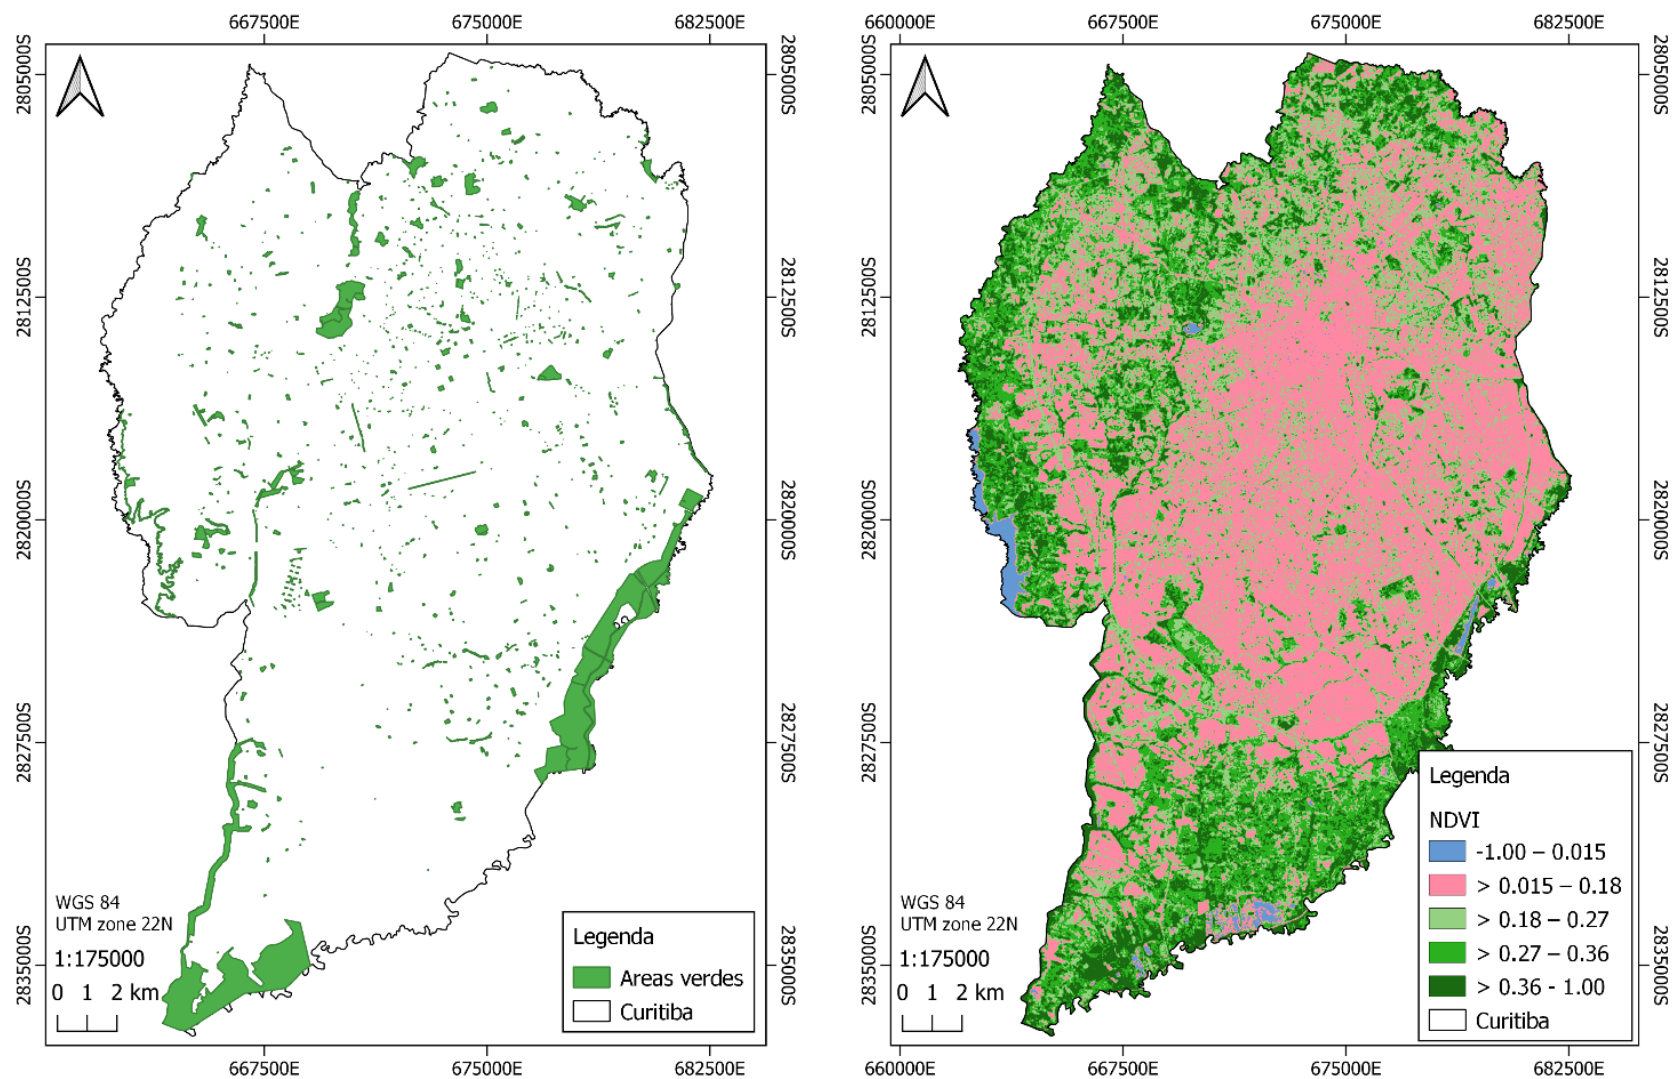 667500E
675000E
682500E
2805000S
2805000S
2812500S
2812500S
2820000S
2820000S
2827500S
2827500S
2835000S
2835000S
WGS 84
UTM zone 22N
1:175000
0 1 2 km
Legenda
Areas verdes
Curitiba
667500E
675000E
682500E
660000E
667500E
675000E
682500E
2805000S
2805000S
2812500S
2812500S
2820000S
2820000S
2827500S
2827500S
2835000S
2835000S
WGS 84
UTM zone 22N
1:175000
0 1 2 km
Legenda
NDVI
-1.00 – 0.015
> 0.015 – 0.18
> 0.18 – 0.27
> 0.27 – 0.36
> 0.36 - 1.00
Curitiba
660000E
667500E
675000E
682500E